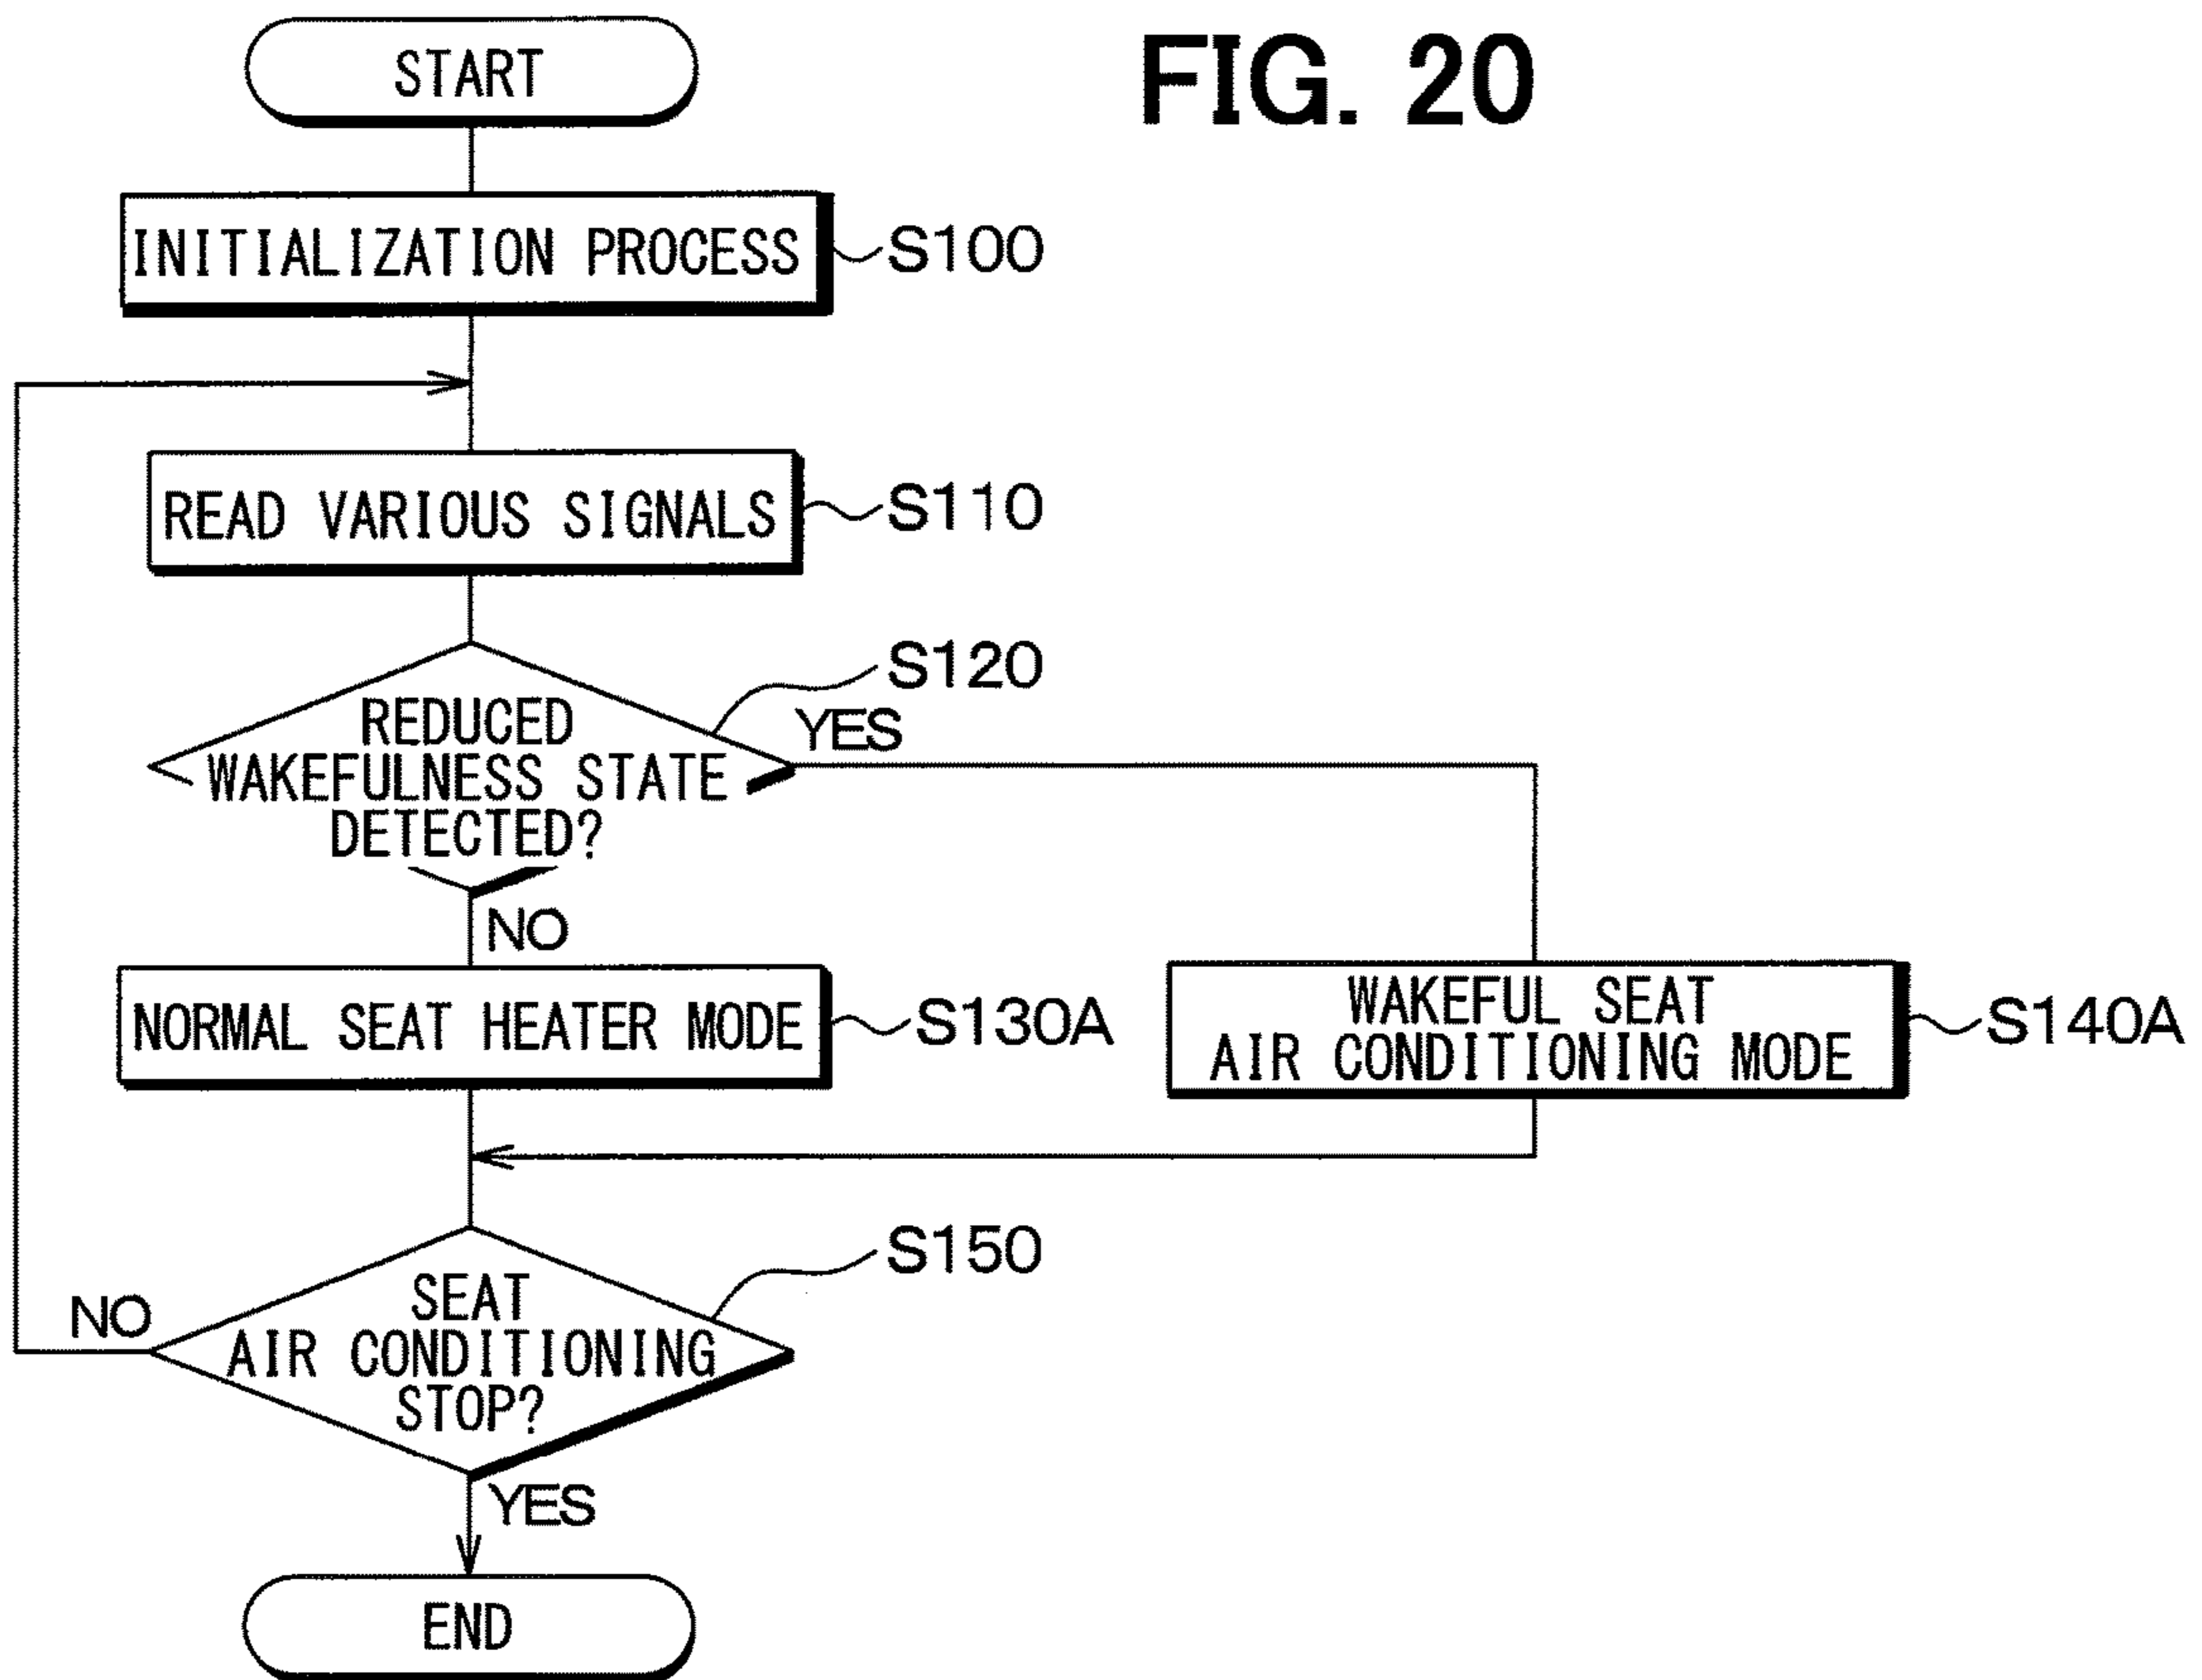 FIG. 20
START
INITIALIZATION PROCESS
S100
READ VARIOUS SIGNALS
S110
S120
REDUCED
WAKEFULNESS STATE
DETECTED?
YES
NO
NORMAL SEAT HEATER MODE
S130A
WAKEFUL SEAT
AIR CONDITIONING MODE
S140A
S150
SEAT
AIR CONDITIONING
STOP?
NO
YES
END